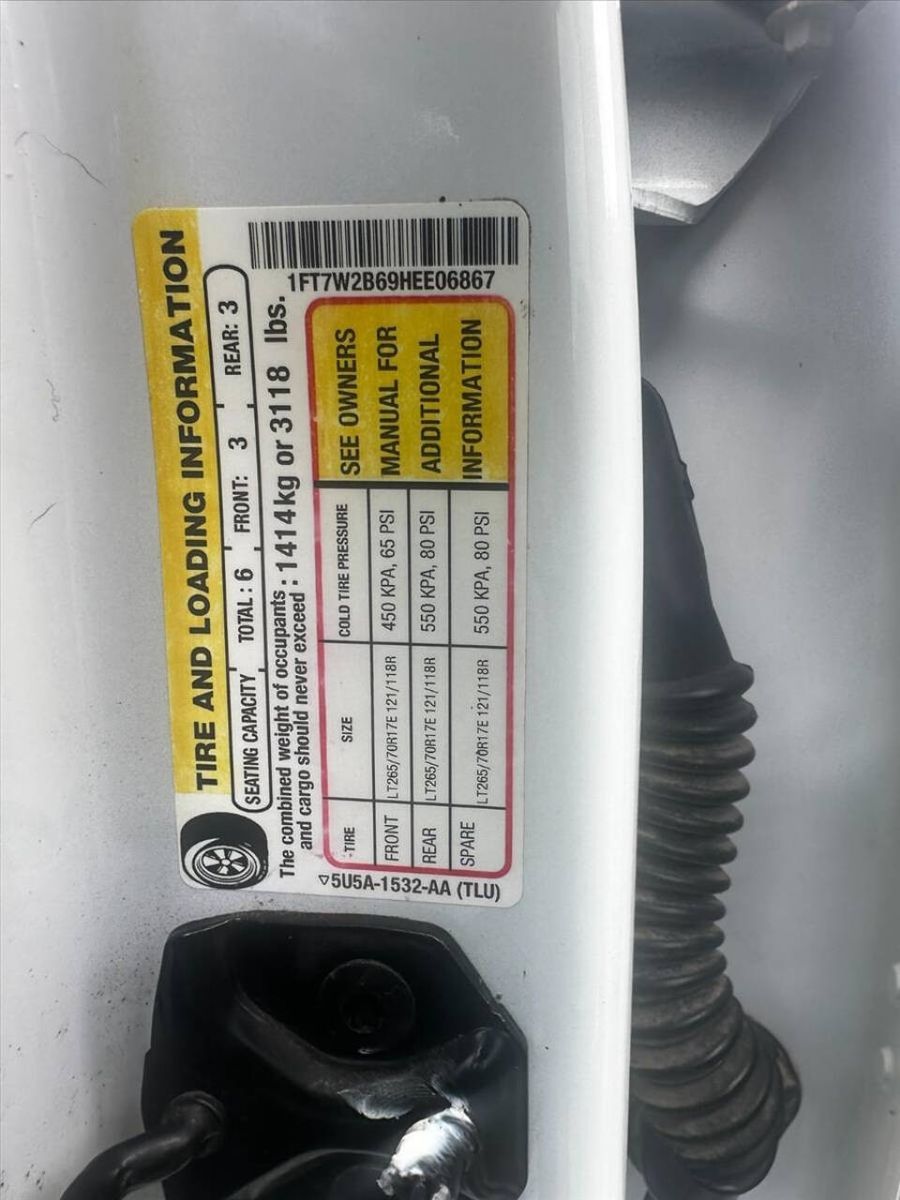 TIRE AND LOADING INFORMATION
SEATING CAPACITY TOTAL : 6 FRONT: 3 REAR: 3
The combined weight of occupants
and cargo should never exceed : 1414kg or 3118 lbs.
TIRE SIZE COLD TIRE PRESSURE
FRONT LT265/70R17E 121/118R 450 KPA, 65 PSI
REAR LT265/70R17E 121/118R 550 KPA, 80 PSI
SPARE LT265/70R17E 121/118R 550 KPA, 80 PSI
SEE OWNERS
MANUAL FOR
ADDITIONAL
INFORMATION
1FT7W2B69HEE06867
▽5U5A-1532-AA (TLU)